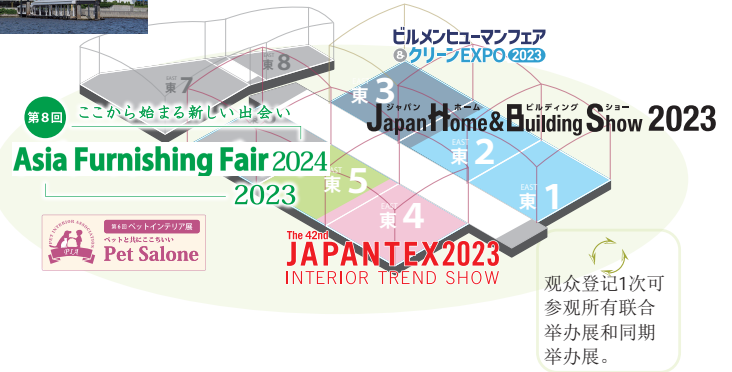 ビルメンヒューマンフェア
&クリーンEXPO 2023
EAST
東 8
EAST
東 7
EAST
東 3
第8回 ここから始まる新しい出会い
ジャパン ホーム ビルディング ショー
Japan Home & Building Show 2023
Asia Furnishing Fair 2024
2023
EAST
東 2
EAST
東 5
EAST
東 1
EAST
東 4
PET INTERIOR ASSOCIATION
PIA
第6回 ペットインテリア展
ペットと共にここちいい
Pet Salone
The 42nd
JAPANTEX2023
INTERIOR TREND SHOW
观众登记1次可
参观所有联合
举办展和同期
举办展。